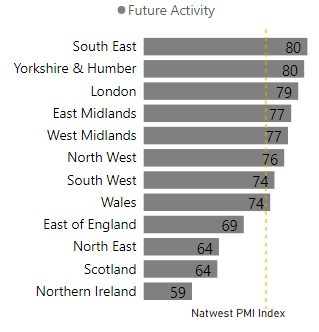 Future Activity
South East 80
Yorkshire & Humber 80
London 79
East Midlands 77
West Midlands 77
North West 76
South West 74
Wales 74
East of England 69
North East 64
Scotland 64
Northern Ireland 59
Natwest PMI Index